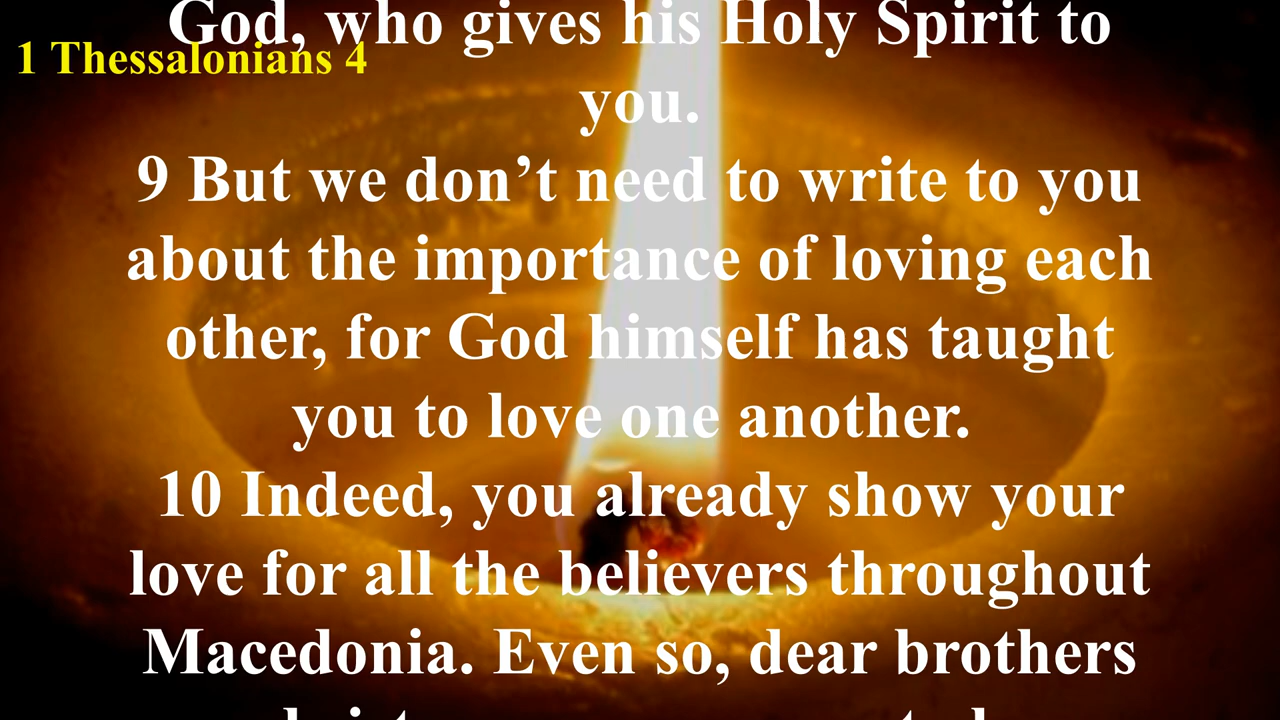 God, who gives his Holy Spirit to
1 Thessalonians 4
you.
9 But we don’t need to write to you
about the importance of loving each
other, for God himself has taught
you to love one another.
10 Indeed, you already show your
love for all the believers throughout
Macedonia. Even so, dear brothers